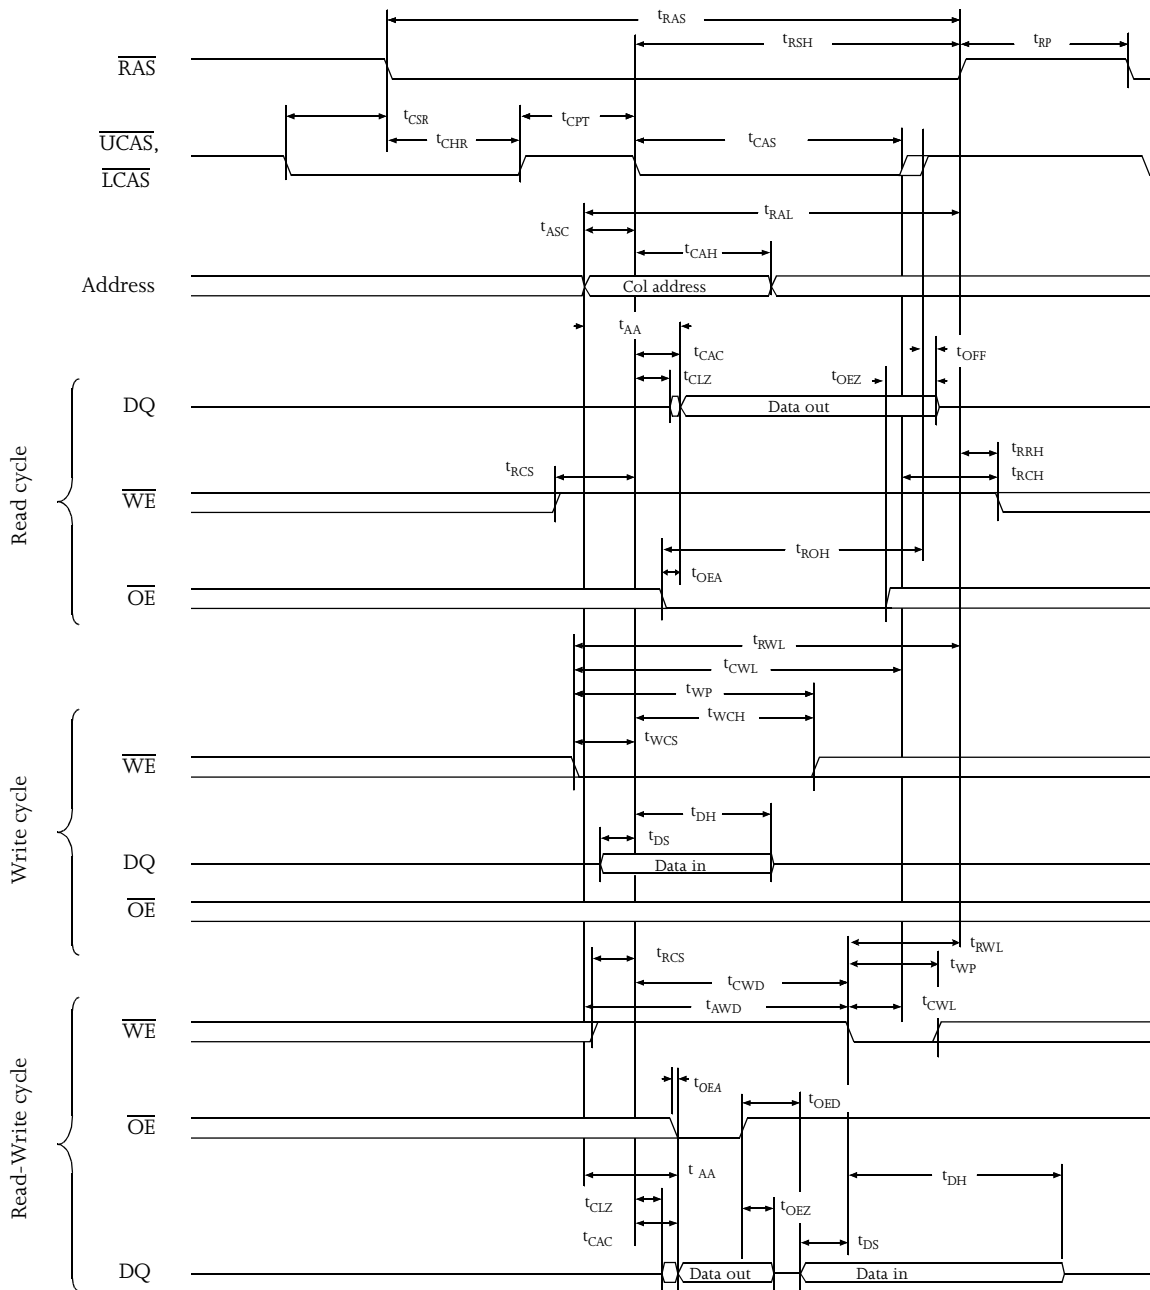 tRAS
tRSH
tRP
RAS
tCSR
tCPT
UCAS,
tCHR
tCAS
LCAS
tRAL
tASC
tCAH
Address
Col address
tAA
tCAC
tOFF
tCLZ
tOEZ
DQ
Data out
tRRH
tRCS
tRCH
WE
Read cycle
tROH
tOEA
OE
tRWL
tCWL
tWP
tWCH
tWCS
WE
Write cycle
tDH
tDS
DQ
Data in
OE
tRWL
tRCS
tWP
tCWD
tAWD
tCWL
WE
tOEA
tOED
OE
Read-Write cycle
tAA
tDH
tCLZ
tOEZ
tCAC
tDS
DQ
Data out
Data in